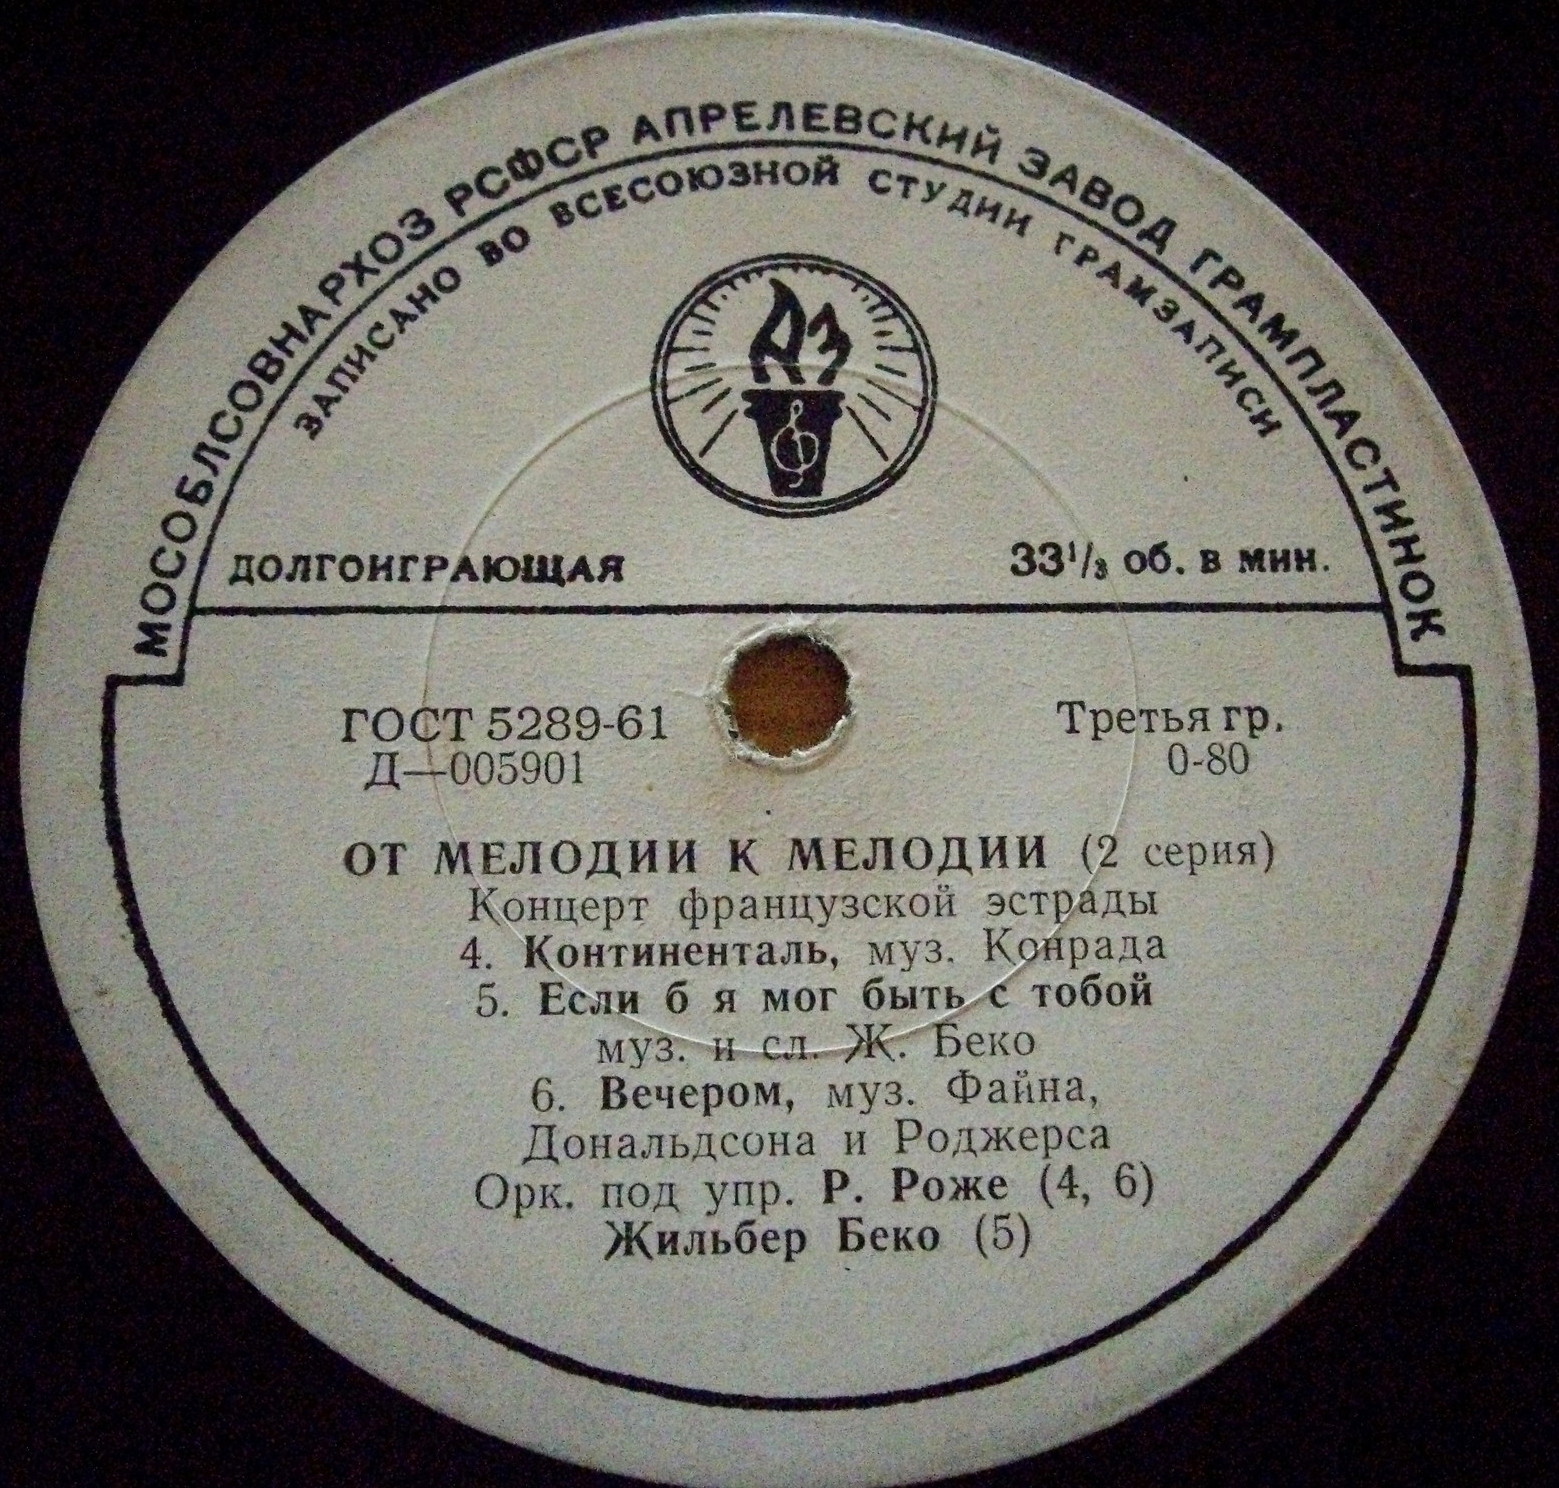 МОСОБЛСОВНАРХОЗ РСФСР АПРЕЛЕВСКИЙ ЗАВОД ГРАМПЛАСТИНОК
ЗАПИСАНО ВО ВСЕСОЮЗНОЙ СТУДИИ ГРАМЗАПИСИ
АЗ
ДОЛГОИГРАЮЩАЯ 33¹/₃ об. в мин.
ГОСТ 5289-61 Третья гр.
Д—005901 0-80
ОТ МЕЛОДИИ К МЕЛОДИИ (2 серия)
Концерт французской эстрады
4. Континенталь, муз. Конрада
5. Если б я мог быть с тобой
муз. и сл. Ж. Беко
6. Вечером, муз. Файна,
Дональдсона и Роджерса
Орк. под упр. Р. Роже (4, 6)
Жильбер Беко (5)